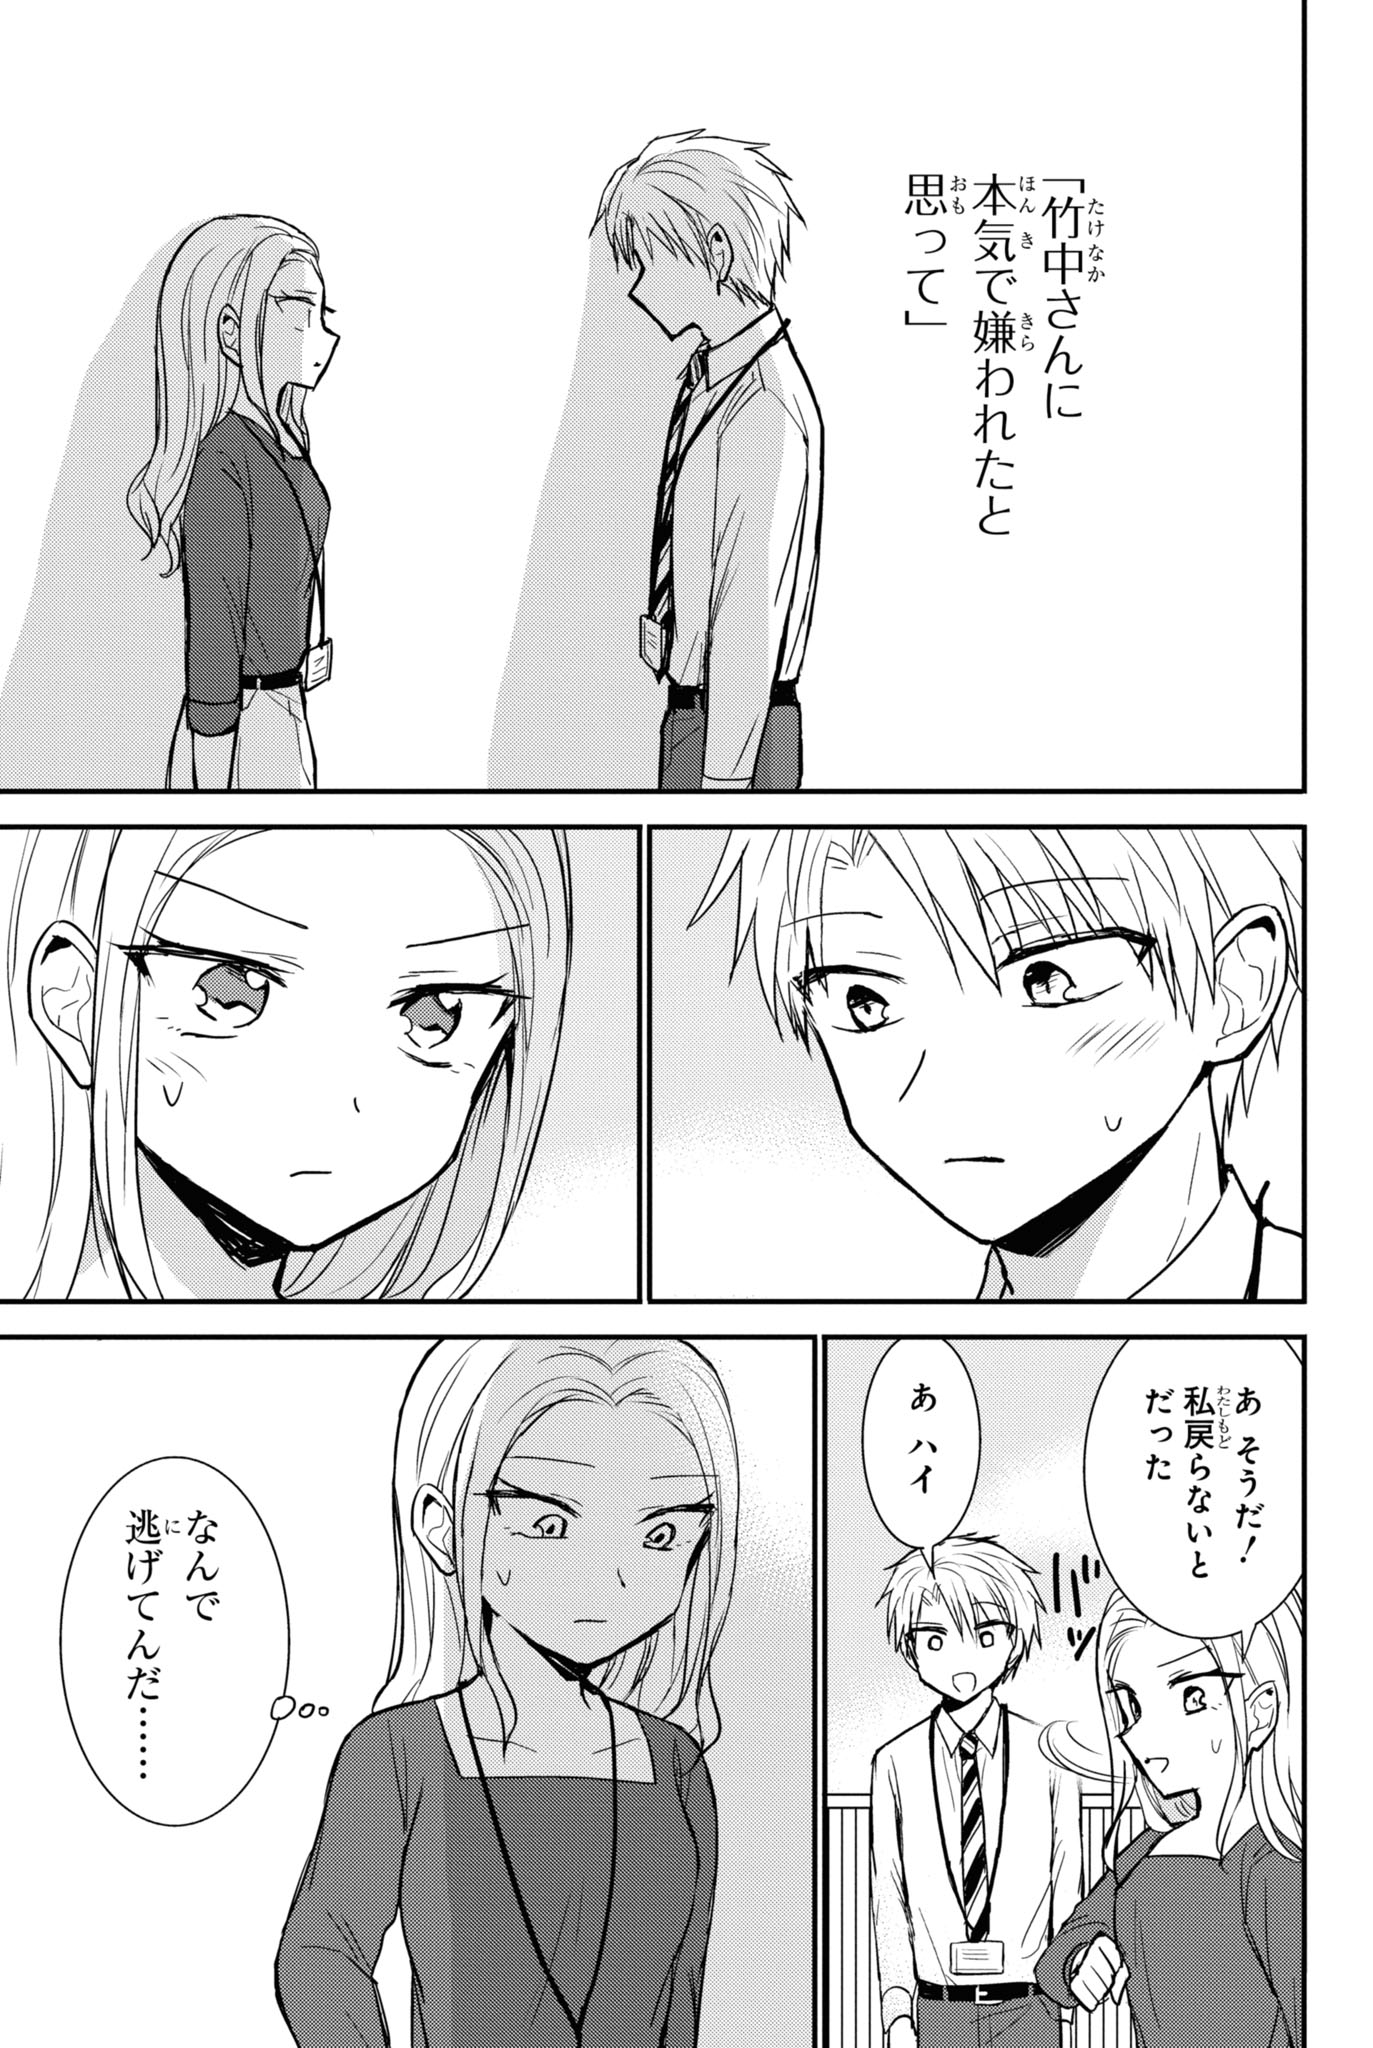 「竹中さんに
本気で嫌われたと
思って」
あ そうだ！
私戻らないと
だった
あ ハイ
なんで
逃げてんだ……